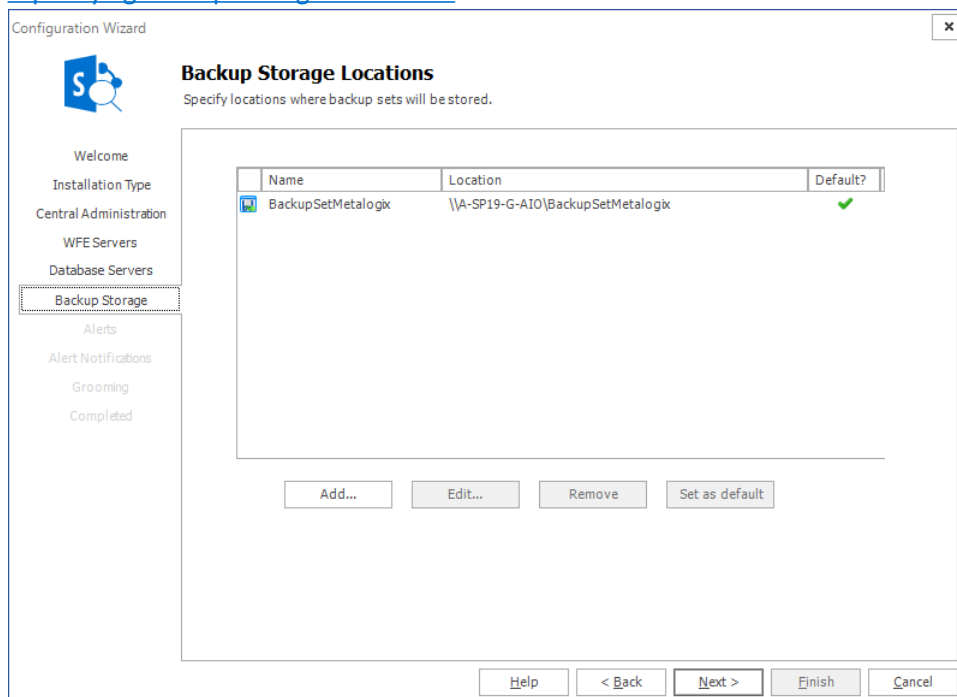 Configuration Wizard
Backup Storage Locations
Specify locations where backup sets will be stored.
Welcome
Installation Type
Central Administration
WFE Servers
Database Servers
Backup Storage
Alerts
Alert Notifications
Grooming
Completed
Name Location Default?
BackupSetMetalogix \\A-SP19-G-AIO\BackupSetMetalogix
Add... Edit... Remove Set as default
Help < Back Next > Finish Cancel